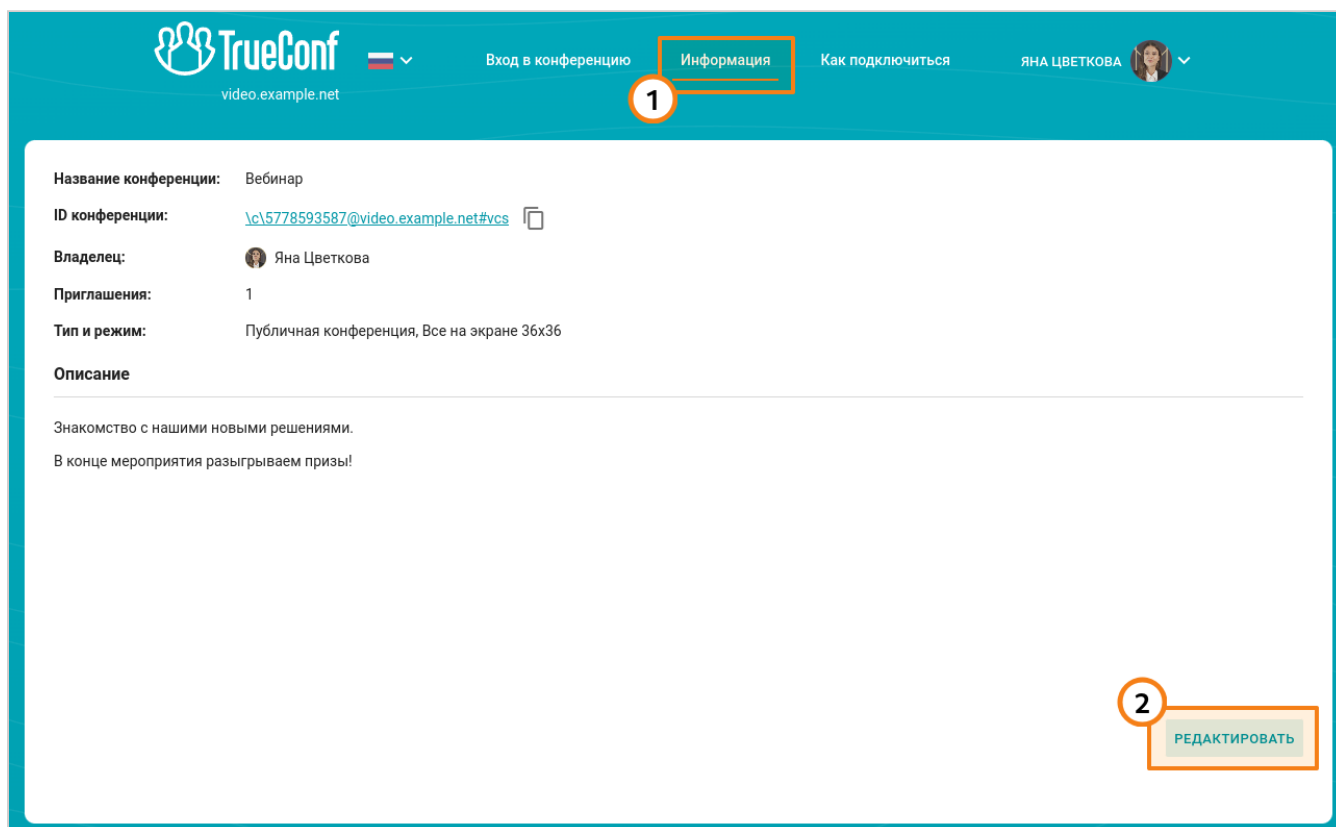 TrueConf
video.example.net
Вход в конференцию Информация Как подключиться ЯНА ЦВЕТКОВА
1
Название конференции: Вебинар
ID конференции: \c\5778593587@video.example.net#vcs
Владелец: Яна Цветкова
Приглашения: 1
Тип и режим: Публичная конференция, Все на экране 36x36
Описание
Знакомство с нашими новыми решениями.
В конце мероприятия разыгрываем призы!
2
РЕДАКТИРОВАТЬ